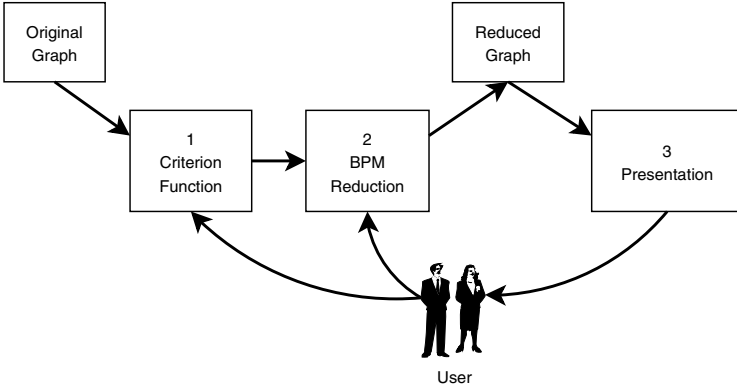 Original
Graph
Reduced
Graph
1
Criterion
Function
2
BPM
Reduction
3
Presentation
User